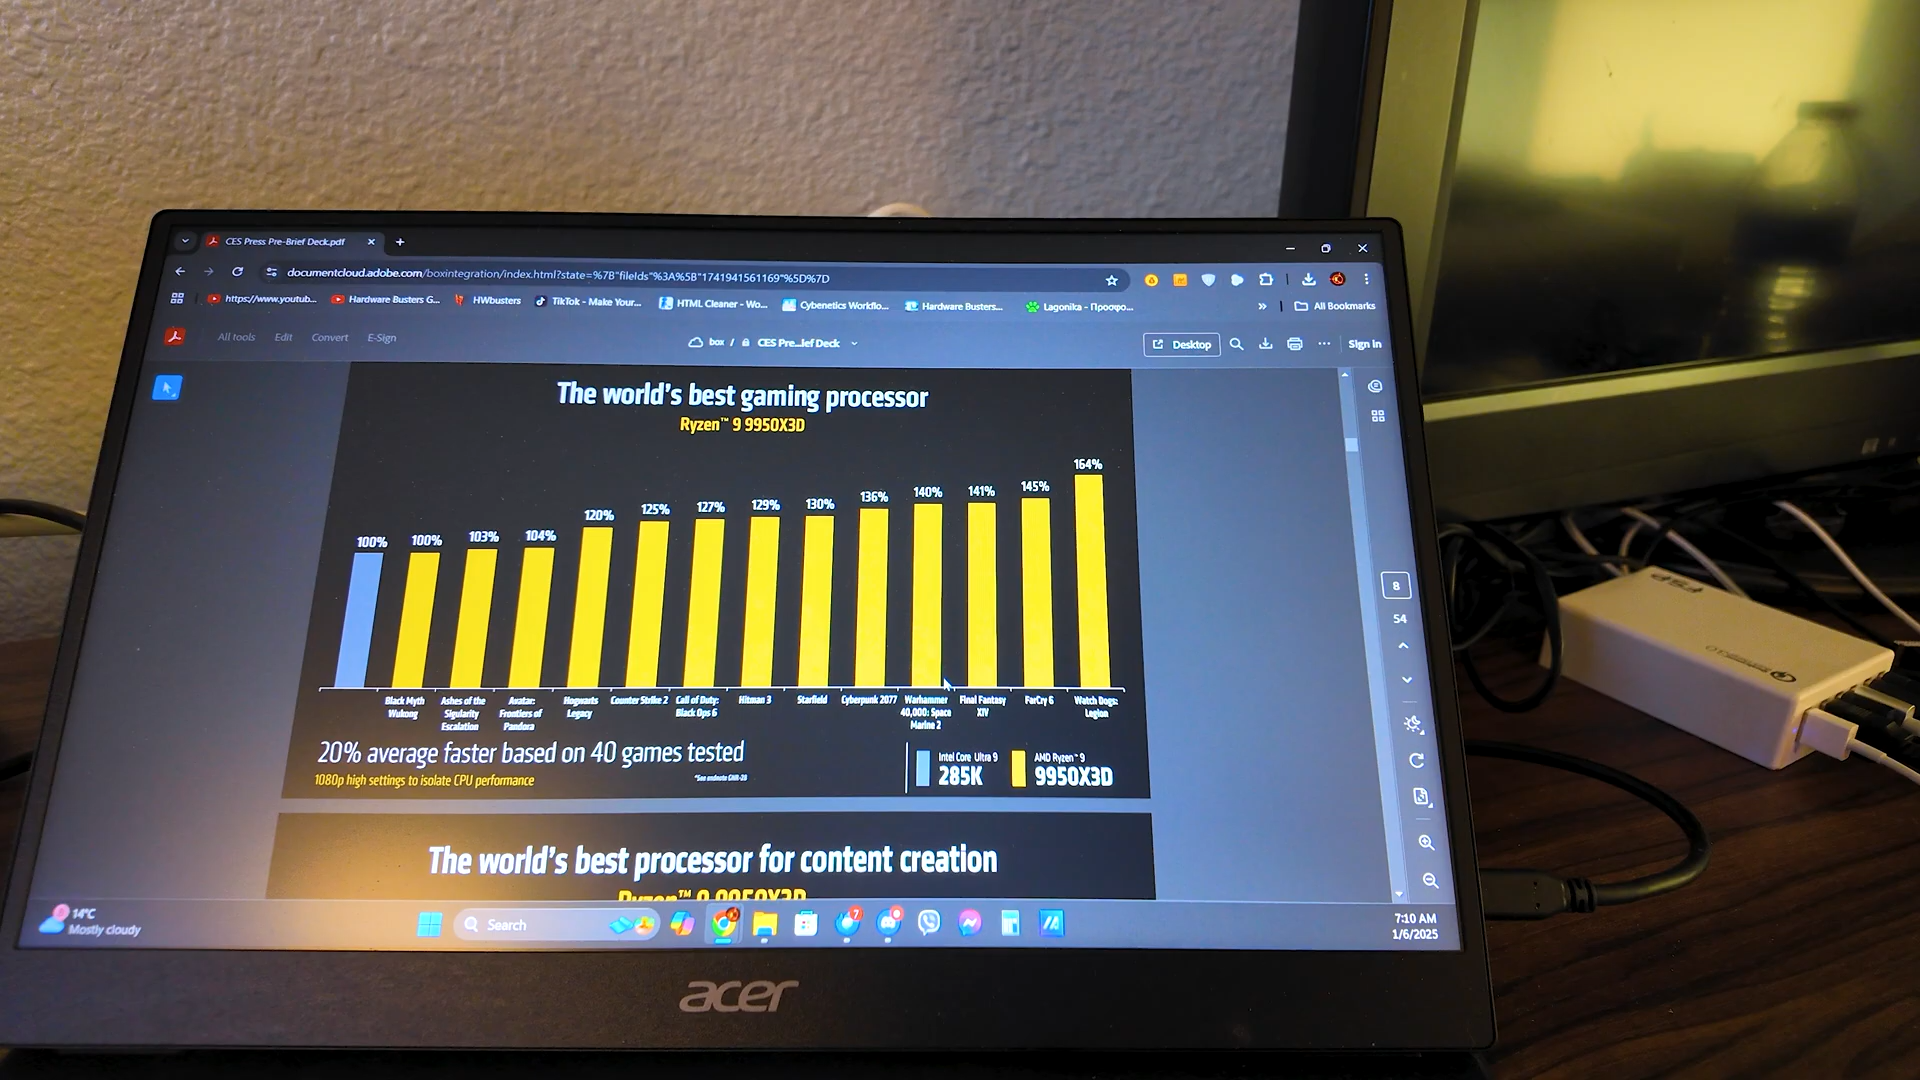 CES Press Pre-Brief Deck.pdf
documentcloud.adobe.com/boxintegration/index.html?state=%7B"fileIds"%3A%5B"1741941561169"%5D%7D
https://www.youtub... Hardware Busters G... HWbusters TikTok - Make Your... HTML Cleaner - Wo... Cybenetics Workflo... Hardware Busters... Lagonika - Προσφο... » All Bookmarks
All tools Edit Convert E-Sign box / CES Pre...ief Deck Desktop Sign in
The world's best gaming processor
Ryzen™ 9 9950X3D
100% 100% 103% 104% 120% 125% 127% 129% 130% 136% 140% 141% 145% 164%
Black Myth
Wukong
Ashes of the
Sigularity
Escalation
Avatar:
Frontiers of
Pandora
Hogwarts
Legacy
Counter Strike 2
Call of Duty:
Black Ops 6
Hitman 3
Starfield
Cyberpunk 2077
Warhammer
40,000: Space
Marine 2
Final Fantasy
XIV
FarCry 6
Watch Dogs:
Legion
20% average faster based on 40 games tested
1080p high settings to isolate CPU performance
*See endnote GNR-28
Intel Core Ultra 9
285K
AMD Ryzen™ 9
9950X3D
8
54
The world's best processor for content creation
Ryzen™ 9 9950X3D
14°C
Mostly cloudy
Search
7
7:10 AM
1/6/2025
acer
FSP